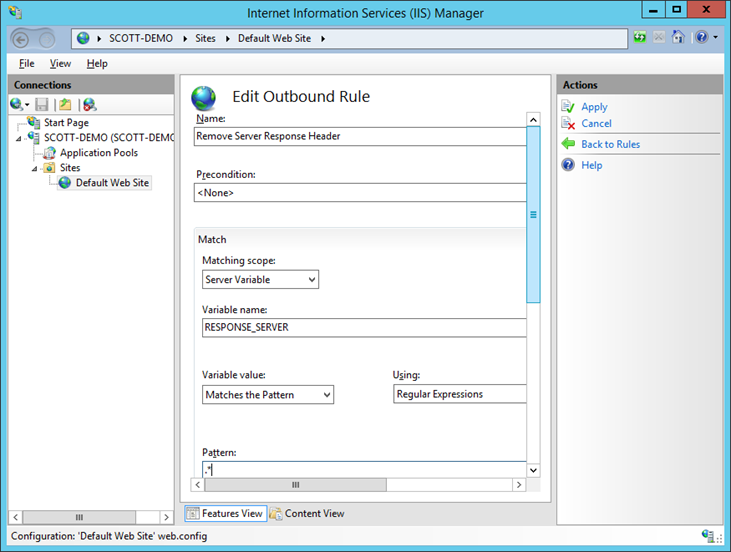 Internet Information Services (IIS) Manager
SCOTT-DEMO Sites Default Web Site
File View Help
Connections
Start Page
SCOTT-DEMO (SCOTT-DEMO
Application Pools
Sites
Default Web Site
Edit Outbound Rule
Name:
Remove Server Response Header
Precondition:
<None>
Match
Matching scope:
Server Variable
Variable name:
RESPONSE_SERVER
Variable value: Using:
Matches the Pattern Regular Expressions
Pattern:
.*
Features View Content View
Actions
Apply
Cancel
Back to Rules
Help
Configuration: 'Default Web Site' web.config